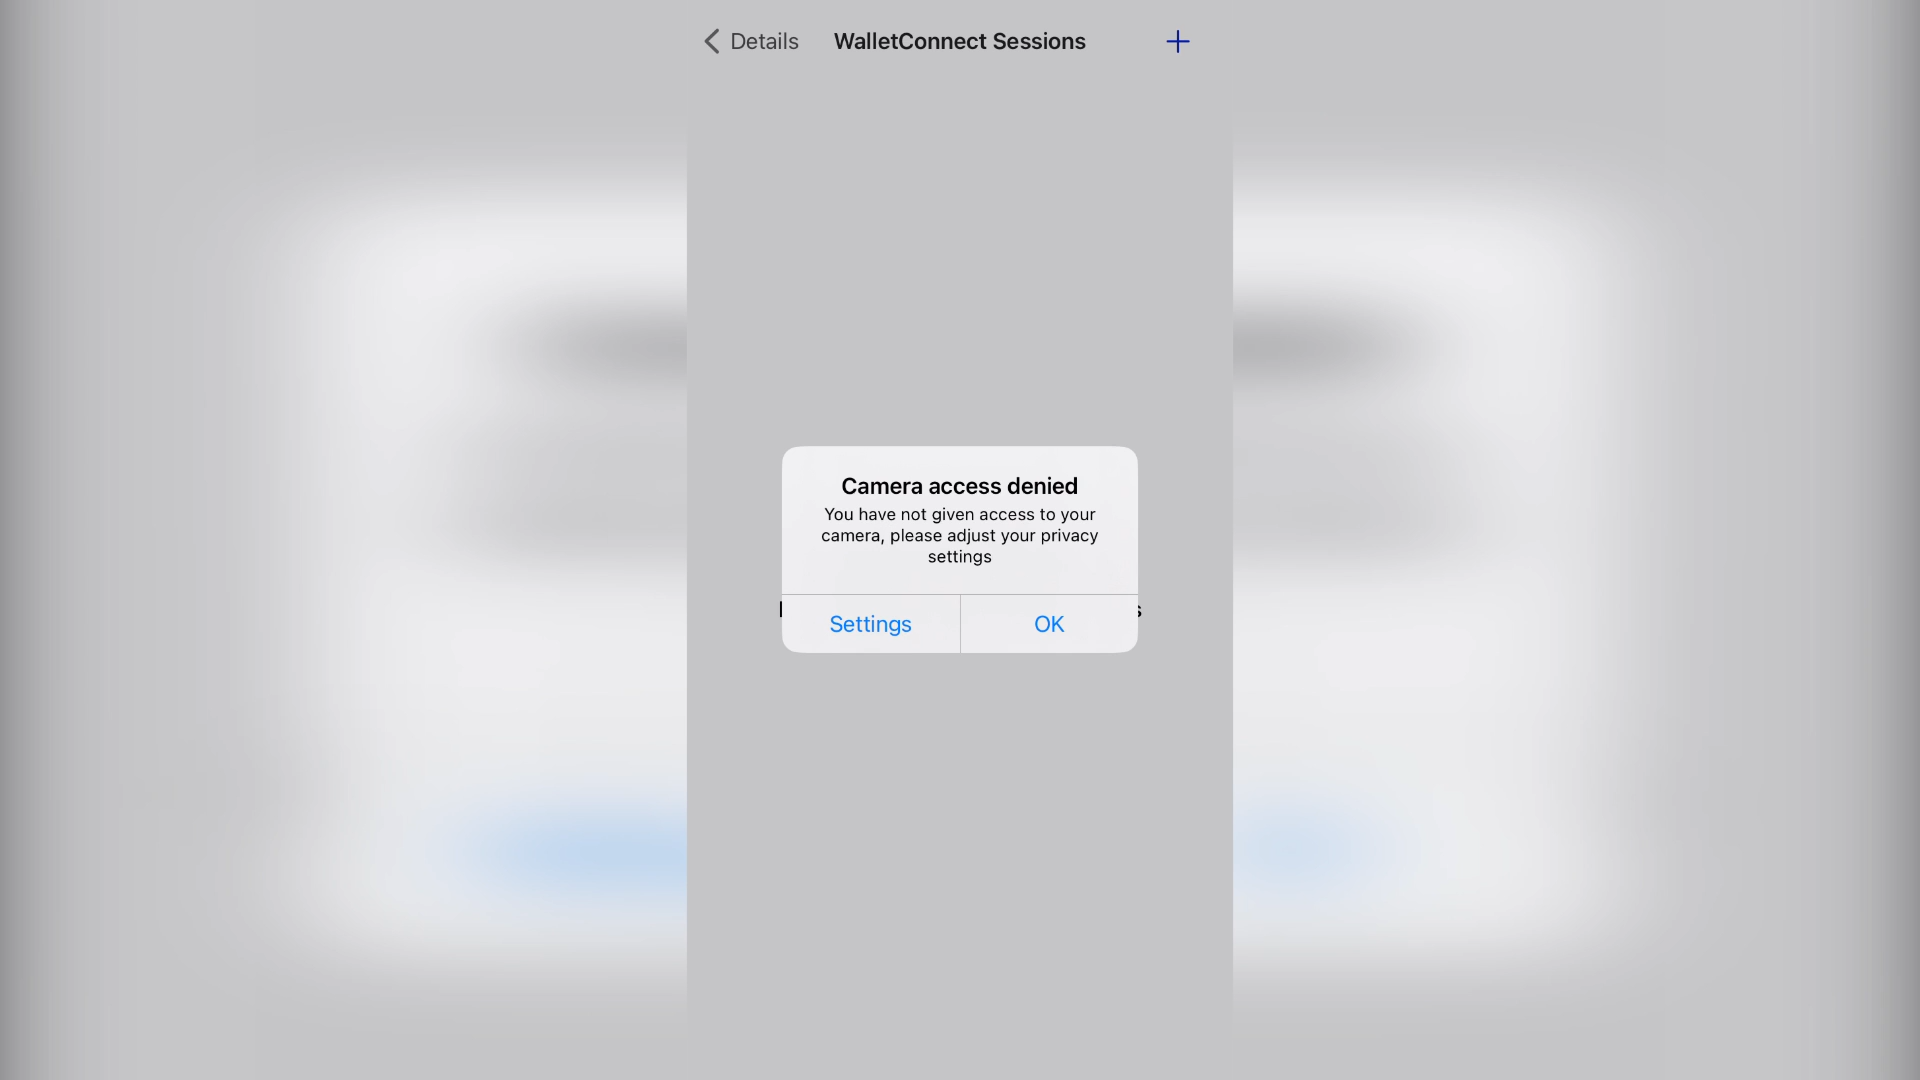 Details WalletConnect Sessions
Camera access denied
You have not given access to your
camera, please adjust your privacy
settings
Settings OK